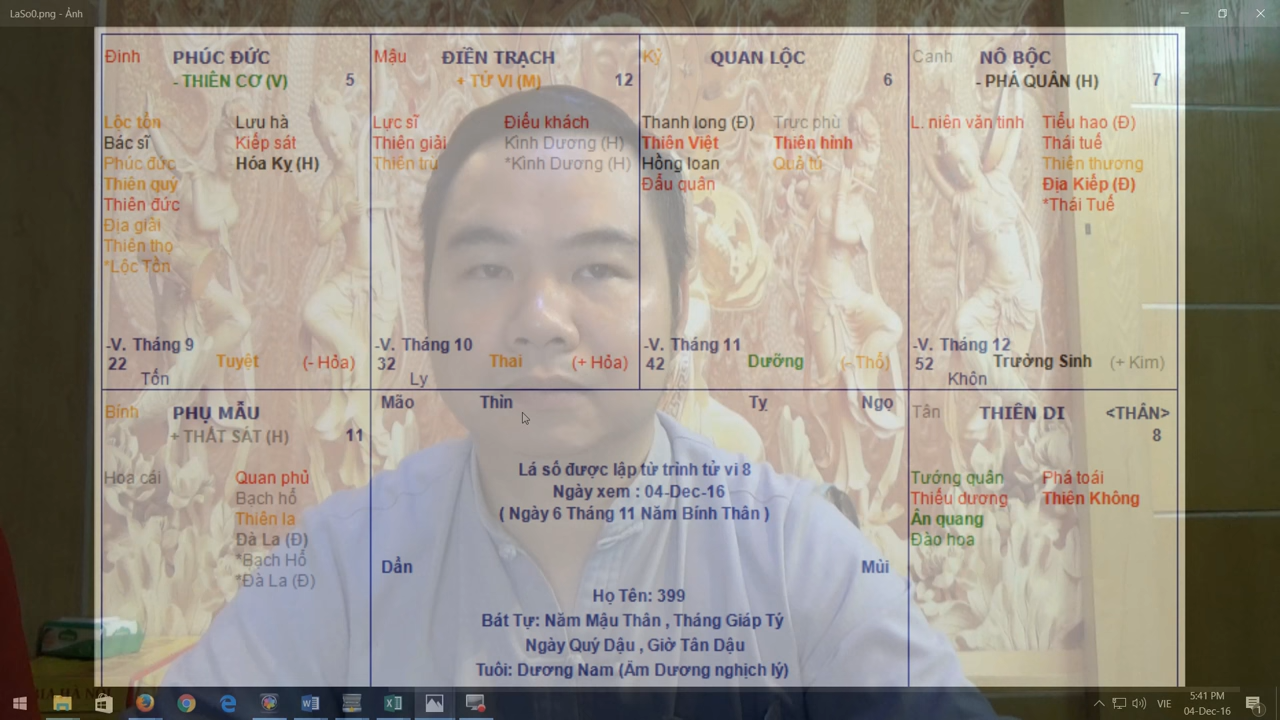 LaSo0.png - Ảnh
Đinh PHÚC ĐỨC
- THIÊN CƠ (V) 5
Lộc tồn Lưu hà
Bác sĩ Kiếp sát
Phúc đức Hóa Kỵ (H)
Thiên quý
Thiên đức
Địa giải
Thiên thọ
*Lộc Tồn
-V. Tháng 9
22 Tuyệt (- Hỏa)
Tốn
Mậu ĐIỀN TRẠCH
+ TỬ VI (M) 12
Lực sĩ Điếu khách
Thiên giải Kình Dương (H)
Thiên trù *Kình Dương (H)
-V. Tháng 10
32 Thai (+ Hỏa)
Ly
Kỷ QUAN LỘC
6
Thanh long (Đ) Trực phù
Thiên Việt Thiên hình
Hồng loan Quả tú
Đẩu quân
-V. Tháng 11
42 Dưỡng (- Thổ)
Canh NÔ BỘC
- PHÁ QUÂN (H) 7
L. niên văn tinh Tiểu hao (Đ)
Thái tuế
Thiên thương
Địa Kiếp (Đ)
*Thái Tuế
-V. Tháng 12
52 Trưởng Sinh (+ Kim)
Khôn
Bính PHỤ MẪU
+ THẤT SÁT (H) 11
Hoa cái Quan phủ
Bạch hổ
Thiên la
Đà La (Đ)
*Bạch Hổ
*Đà La (Đ)
Mão Thìn Tỵ Ngọ
Lá số được lập từ trình tử vi 8
Ngày xem : 04-Dec-16
( Ngày 6 Tháng 11 Năm Bính Thân )
Dần Mùi
Họ Tên: 399
Bát Tự: Năm Mậu Thân , Tháng Giáp Tý
Ngày Quý Dậu , Giờ Tân Dậu
Tuổi: Dương Nam (Âm Dương nghịch lý)
Tân THIÊN DI <THÂN>
8
Tướng quân Phá toái
Thiếu dương Thiên Không
Ân quang
Đào hoa
VIE
5:41 PM
04-Dec-16
1